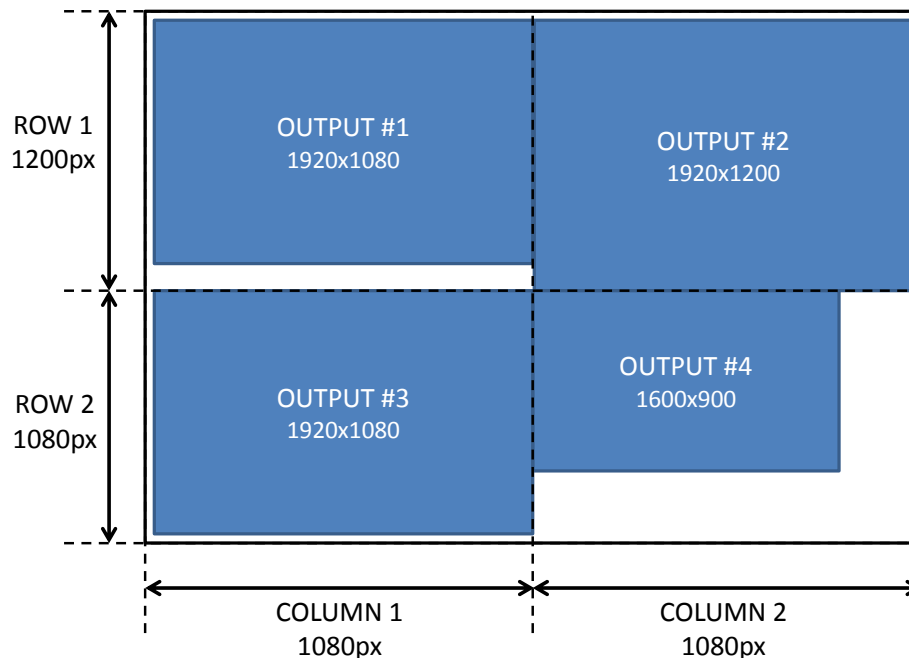 ROW 1
1200px
OUTPUT #1
1920x1080
OUTPUT #2
1920x1200
ROW 2
1080px
OUTPUT #3
1920x1080
OUTPUT #4
1600x900
COLUMN 1
1080px
COLUMN 2
1080px